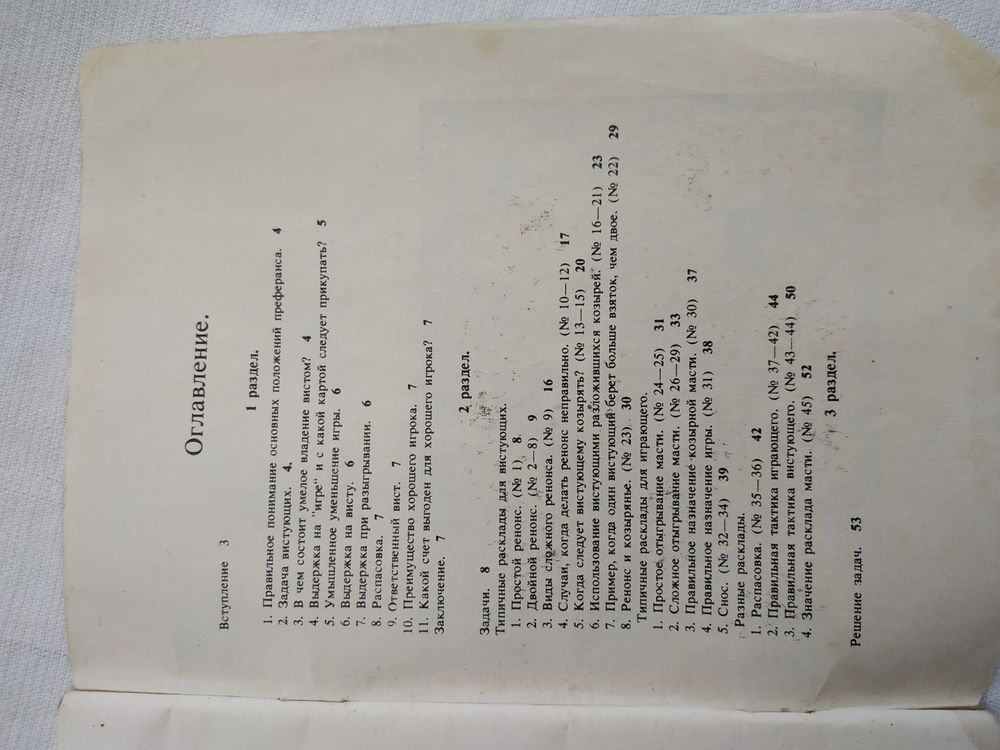 Оглавление.
Вступление 3
1 раздел.
1. Правильное понимание основных положений преферанса. 4
2. Задача вистующих. 4.
3. В чем состоит умелое владение вистом? 4
4. Выдержка на "игре" и с какой картой следует прикупать? 5
5. Умышленное уменьшение игры. 6
6. Выдержка на висту. 6
7. Выдержка при разыгрывании. 6
8. Распасовка. 7
9. Ответственный вист. 7
10. Преимущество хорошего игрока. 7
11. Какой счет выгоден для хорошего игрока? 7
Заключение. 7
2 раздел.
Задачи. 8
Типичные расклады для вистующих.
1. Простой ренонс. (№ 1) 8.
2. Двойной ренонс. (№ 2—8) 9
3. Виды сложного ренонса. (№ 9) 16
4. Случаи, когда делать ренонс неправильно. (№ 10—12) 17
5. Когда следует вистующему козырять? (№ 13—15) 20
6. Использование вистующими разложившихся козырей. (№ 16—21) 23
7. Пример, когда один вистующий берет больше взяток, чем двое. (№ 22) 29
8. Ренонс и козырянье. (№ 23). 30
Типичные расклады для играющего.
1. Простое отыгрывание масти. (№ 24—25) 31
2. Сложное отыгрывание масти. (№ 26—29) 33
3. Правильное назначение козырной масти. (№ 30) 37
4. Правильное назначение игры. (№ 31) 38
5. Снос. (№ 32—34) 39
Разные расклады.
1. Распасовка. (№ 35—36) 42
2. Правильная тактика играющего. (№ 37—42) 44
3. Правильная тактика вистующего. (№ 43—44) 50
4. Значение расклада масти. (№ 45) 52
3 раздел.
Решение задач. 53